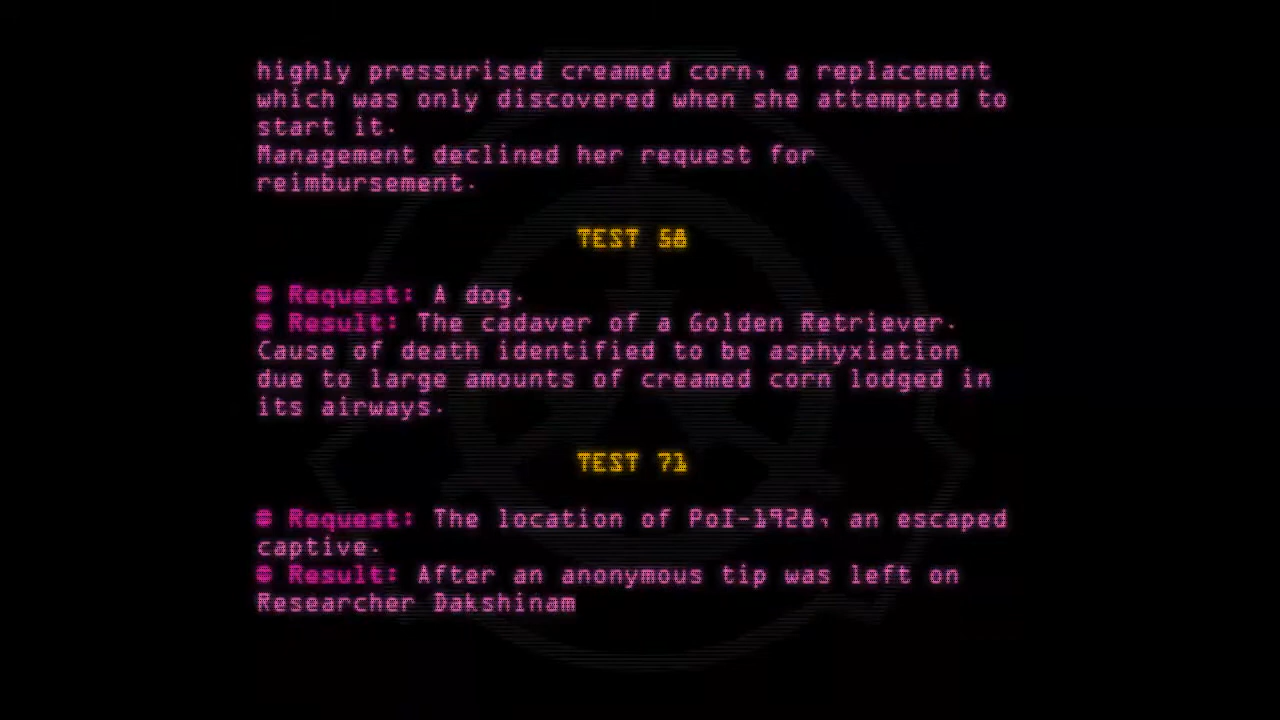 highly pressurised creamed corn, a replacement
which was only discovered when she attempted to
start it.
Management declined her request for
reimbursement.
TEST 58
Request: A dog.
Result: The cadaver of a Golden Retriever.
Cause of death identified to be asphyxiation
due to large amounts of creamed corn lodged in
its airways.
TEST 71
Request: The location of PoI-1928, an escaped
captive.
Result: After an anonymous tip was left on
Researcher Dakshinam